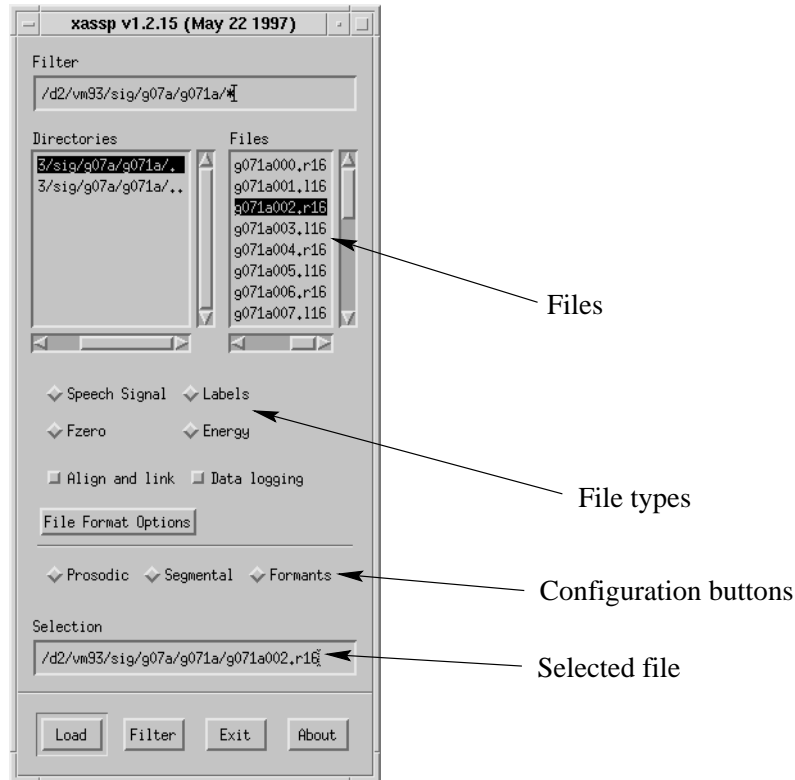 xassp v1.2.15 (May 22 1997)
Filter
/d2/vm93/sig/g07a/g071a/*
Directories
3/sig/g07a/g071a/.
3/sig/g07a/g071a/..
Files
g071a000.r16
g071a001.l16
g071a002.r16
g071a003.l16
g071a004.r16
g071a005.l16
g071a006.r16
g071a007.l16
Files
Speech Signal Labels
Fzero Energy
Align and link Data logging
File types
File Format Options
Prosodic Segmental Formants
Configuration buttons
Selection
/d2/vm93/sig/g07a/g071a/g071a002.r16
Selected file
Load Filter Exit About